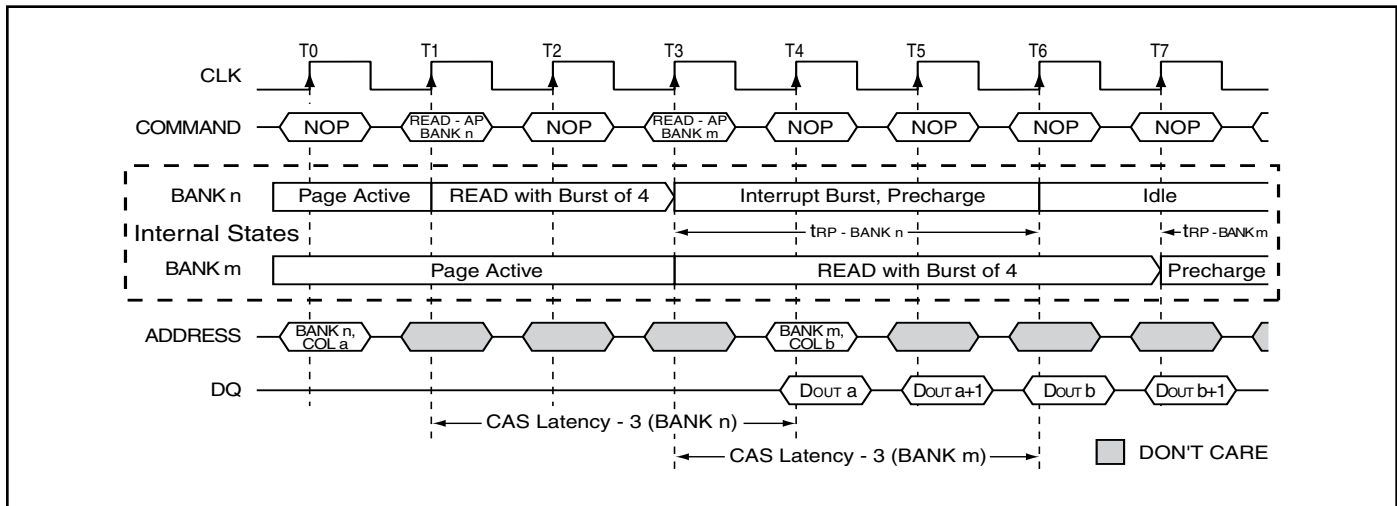 T0 T1 T2 T3 T4 T5 T6 T7
CLK
COMMAND NOP READ - AP BANK n NOP READ - AP BANK m NOP NOP NOP NOP
BANK n Page Active READ with Burst of 4 Interrupt Burst, Precharge Idle
Internal States tRP - BANK n tRP - BANK m
BANK m Page Active READ with Burst of 4 Precharge
ADDRESS BANK n, COL a BANK m, COL b
DQ DOUT a DOUT a+1 DOUT b DOUT b+1
CAS Latency - 3 (BANK n)
CAS Latency - 3 (BANK m) DON'T CARE